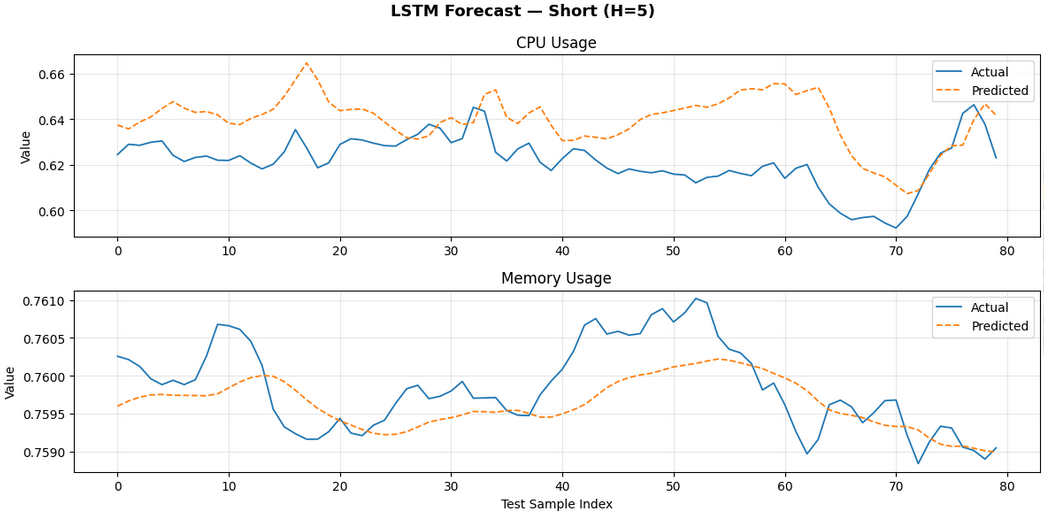 LSTM Forecast — Short (H=5)
CPU Usage
Value
0.66
0.64
0.62
0.60
Actual
Predicted
0 10 20 30 40 50 60 70 80
Memory Usage
Value
0.7610
0.7605
0.7600
0.7595
0.7590
Actual
Predicted
0 10 20 30 40 50 60 70 80
Test Sample Index